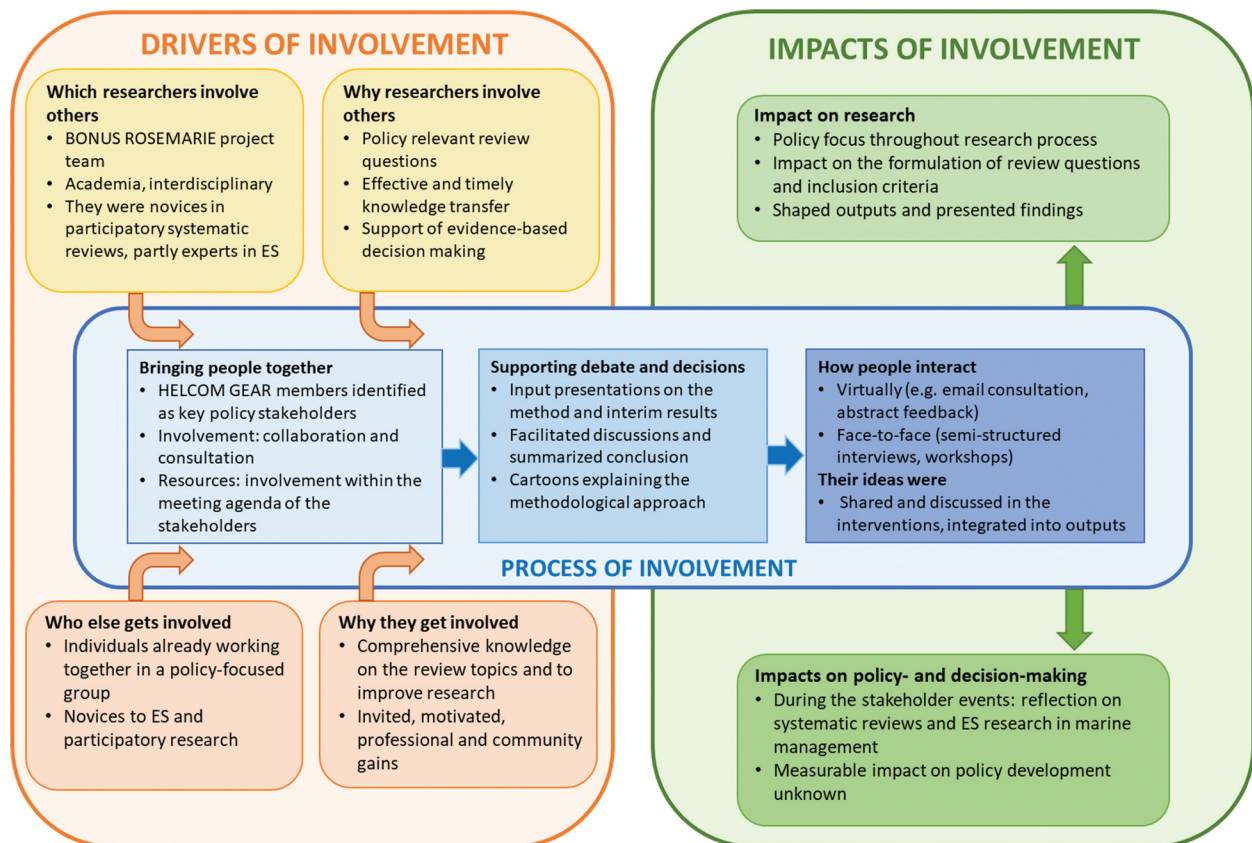 DRIVERS OF INVOLVEMENT
Which researchers involve
others
• BONUS ROSEMARIE project
team
• Academia, interdisciplinary
• They were novices in
participatory systematic
reviews, partly experts in ES
Why researchers involve
others
• Policy relevant review
questions
• Effective and timely
knowledge transfer
• Support of evidence-based
decision making
IMPACTS OF INVOLVEMENT
Impact on research
• Policy focus throughout research process
• Impact on the formulation of review questions
and inclusion criteria
• Shaped outputs and presented findings
Bringing people together
• HELCOM GEAR members identified
as key policy stakeholders
• Involvement: collaboration and
consultation
• Resources: involvement within the
meeting agenda of the
stakeholders
Supporting debate and decisions
• Input presentations on the
method and interim results
• Facilitated discussions and
summarized conclusion
• Cartoons explaining the
methodological approach
How people interact
• Virtually (e.g. email consultation,
abstract feedback)
• Face-to-face (semi-structured
interviews, workshops)
Their ideas were
• Shared and discussed in the
interventions, integrated into outputs
PROCESS OF INVOLVEMENT
Who else gets involved
• Individuals already working
together in a policy-focused
group
• Novices to ES and
participatory research
Why they get involved
• Comprehensive knowledge
on the review topics and to
improve research
• Invited, motivated,
professional and community
gains
Impacts on policy- and decision-making
• During the stakeholder events: reflection on
systematic reviews and ES research in marine
management
• Measurable impact on policy development
unknown